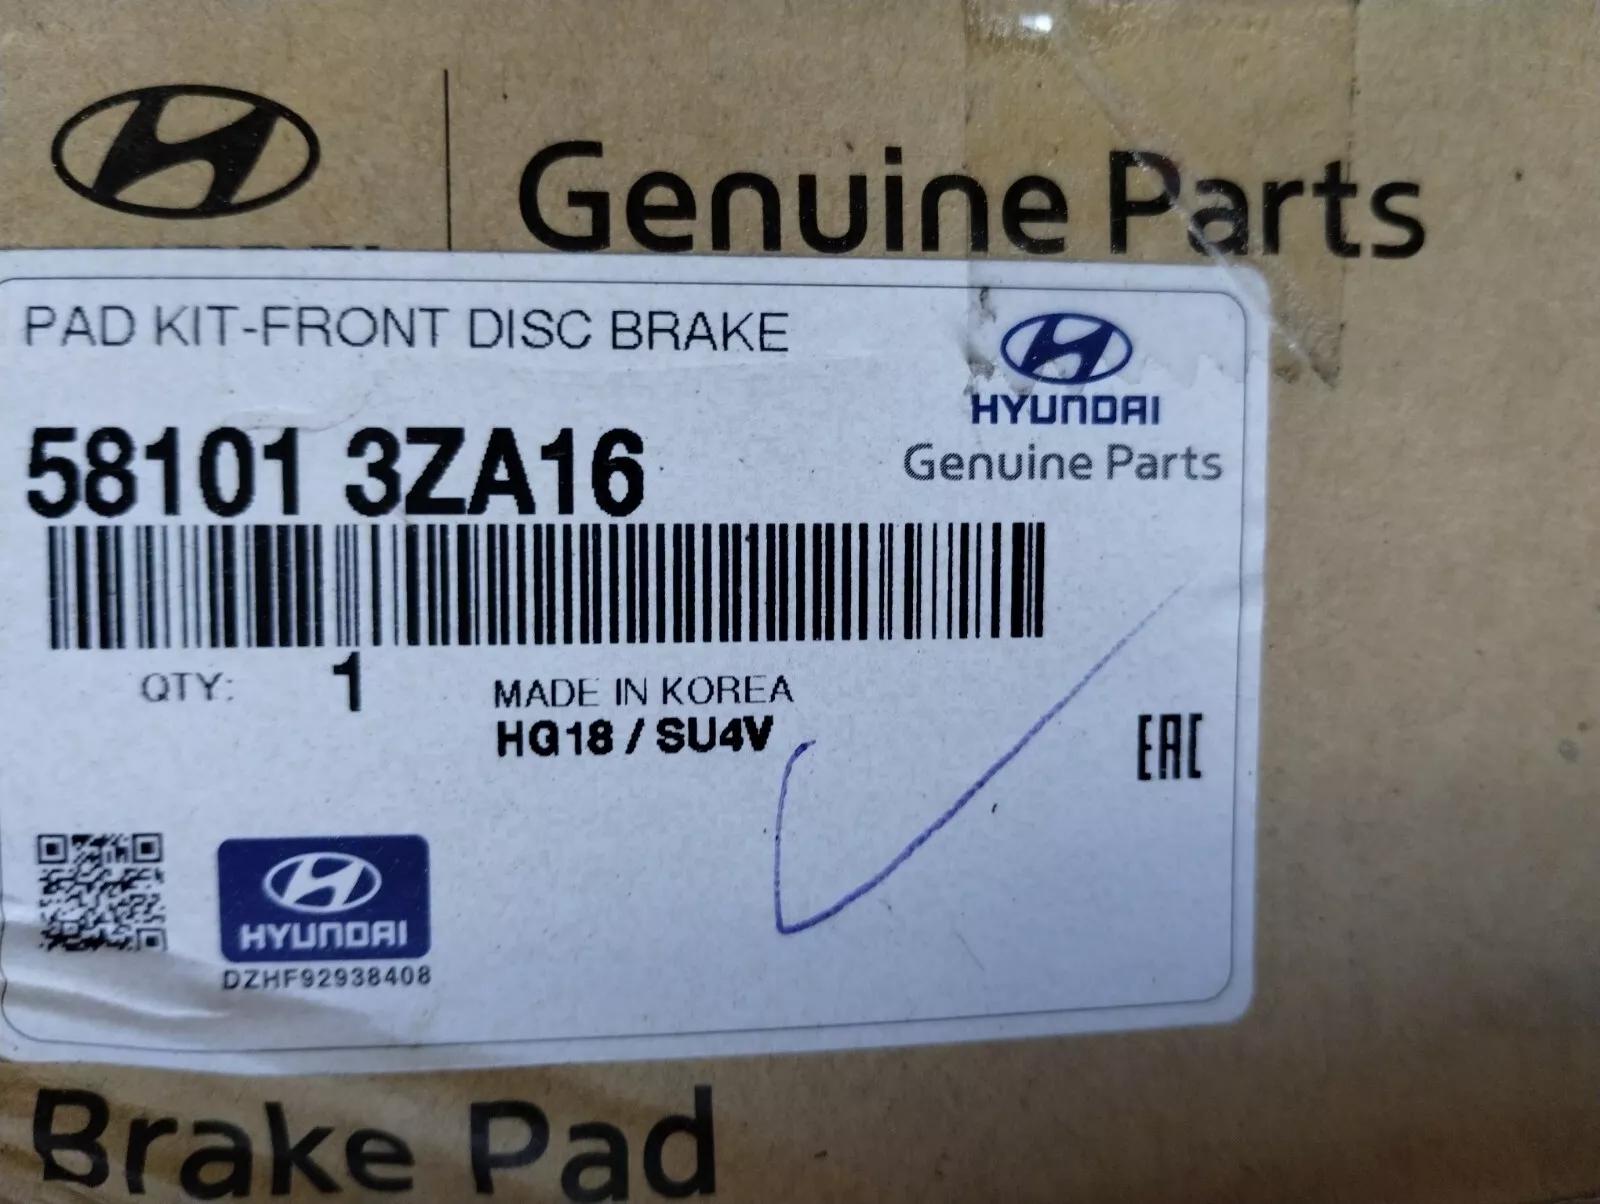 Genuine Parts
PAD KIT-FRONT DISC BRAKE
HYUNDAI
Genuine Parts
58101 3ZA16
QTY: 1
MADE IN KOREA
HG18 / SU4V
EAC
HYUNDAI
DZHF92938408
Brake Pad